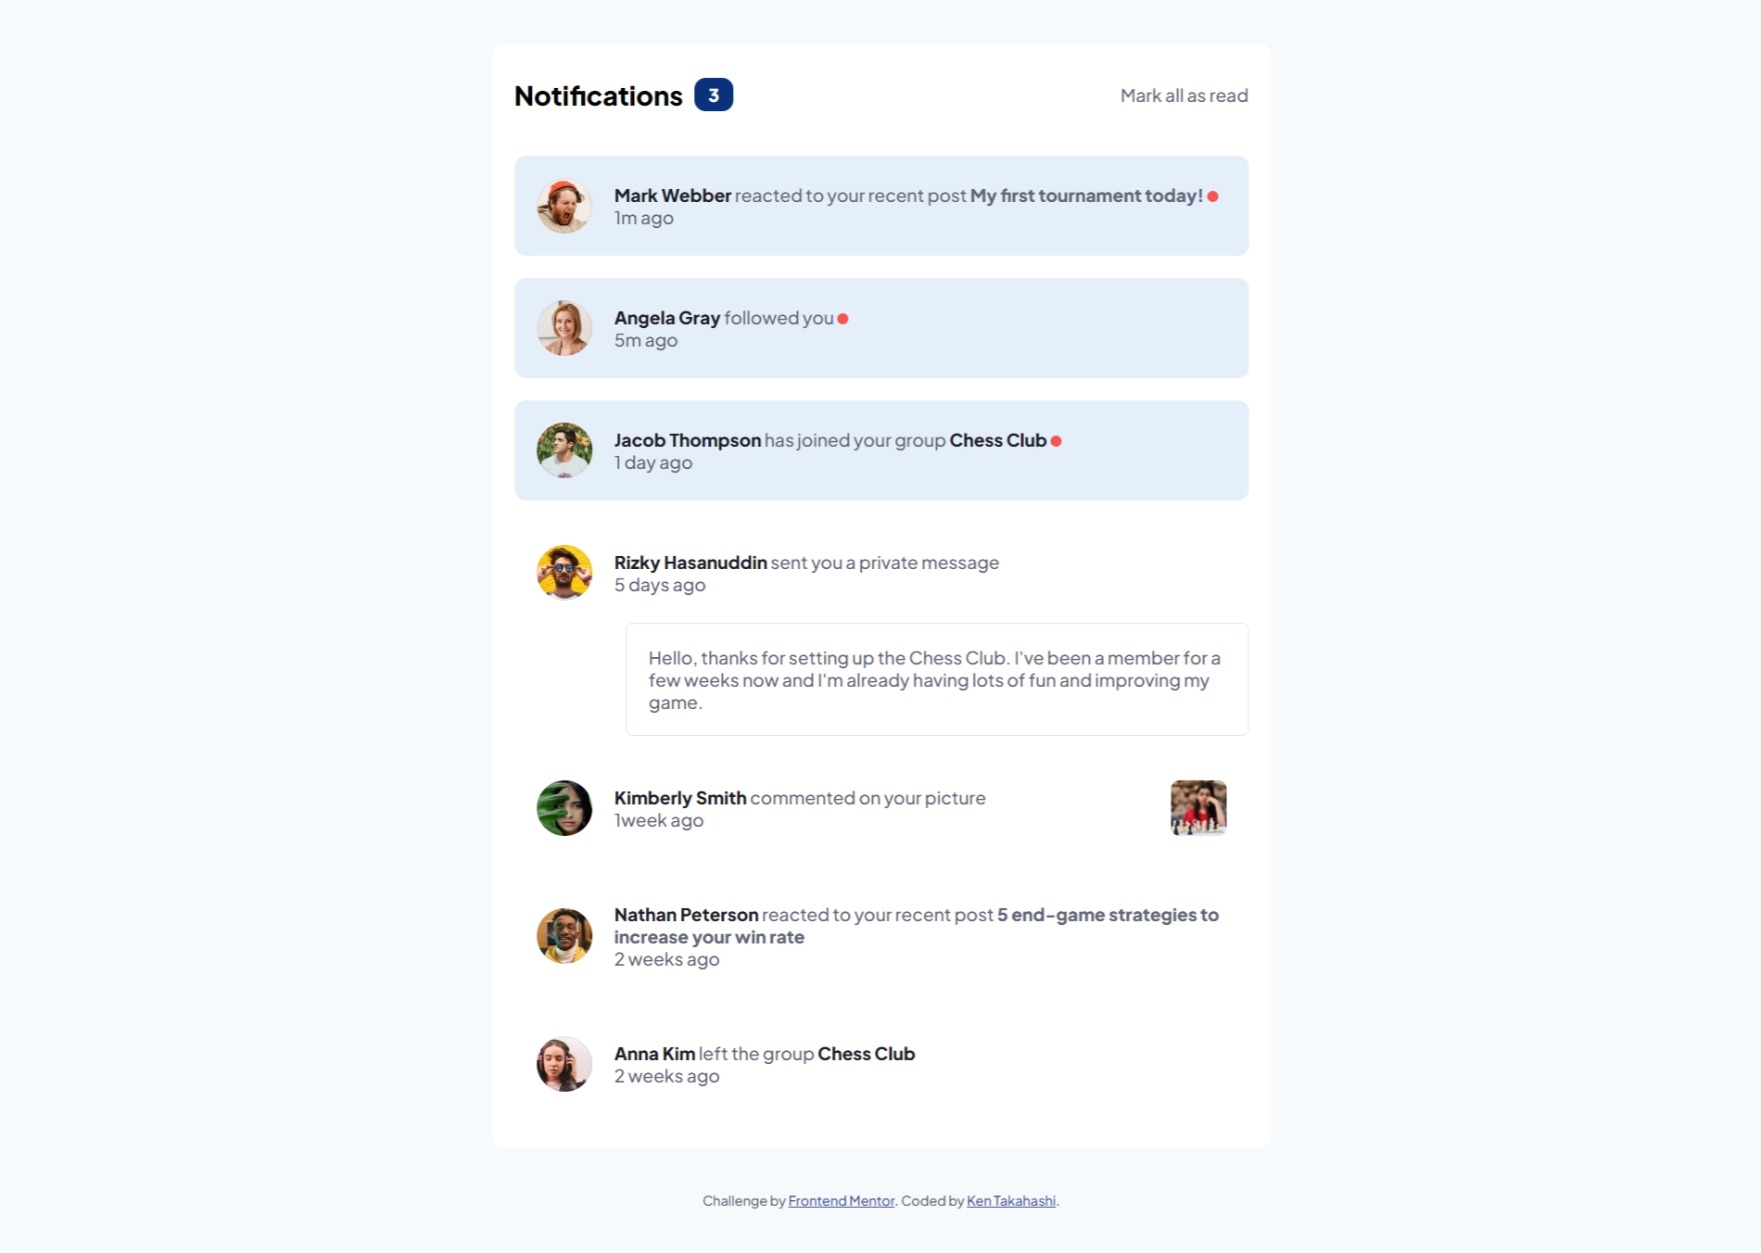 Notifications 3
Mark all as read
Mark Webber reacted to your recent post My first tournament today!
1m ago
Angela Gray followed you
5m ago
Jacob Thompson has joined your group Chess Club
1 day ago
Rizky Hasanuddin sent you a private message
5 days ago
Hello, thanks for setting up the Chess Club. I've been a member for a
few weeks now and I'm already having lots of fun and improving my
game.
Kimberly Smith commented on your picture
1week ago
Nathan Peterson reacted to your recent post 5 end-game strategies to
increase your win rate
2 weeks ago
Anna Kim left the group Chess Club
2 weeks ago
Challenge by Frontend Mentor. Coded by Ken Takahashi.